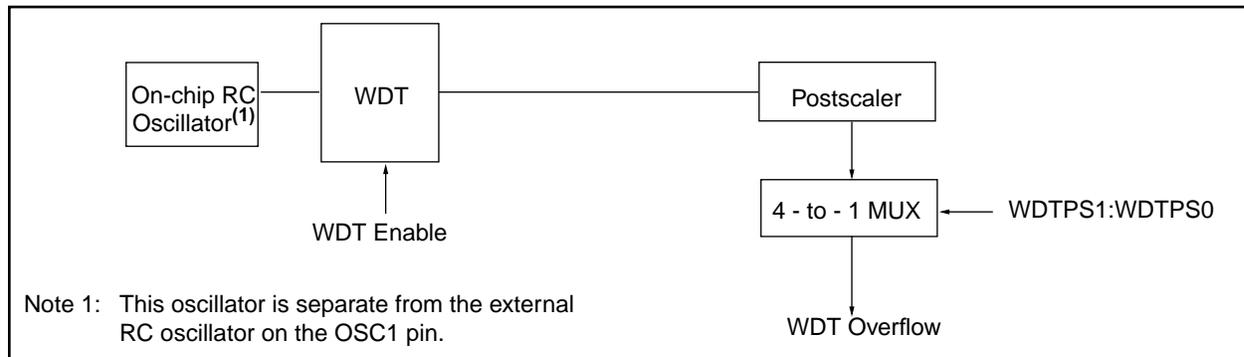 On-chip RC
Oscillator(1)
WDT
Postscaler
4 - to - 1 MUX
WDTPS1:WDTPS0
WDT Enable
WDT Overflow
Note 1: This oscillator is separate from the external
RC oscillator on the OSC1 pin.